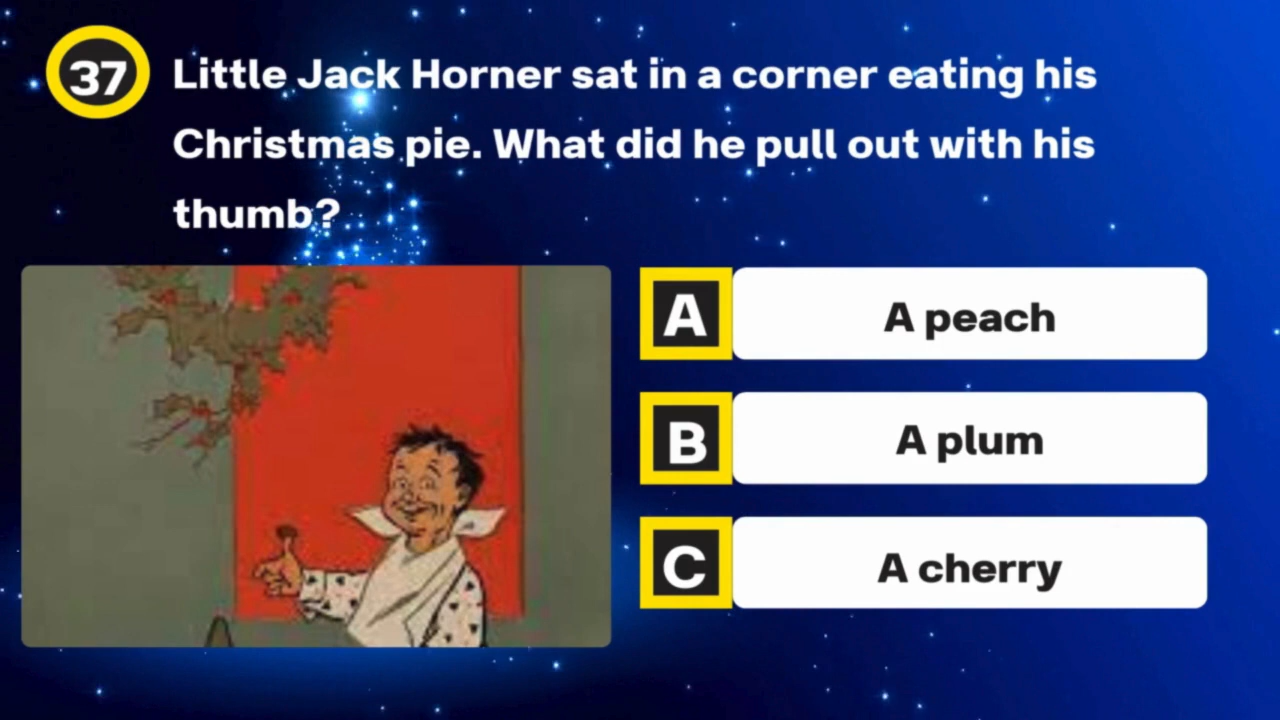 37
Little Jack Horner sat in a corner eating his
Christmas pie. What did he pull out with his
thumb?
A A peach
B A plum
C A cherry